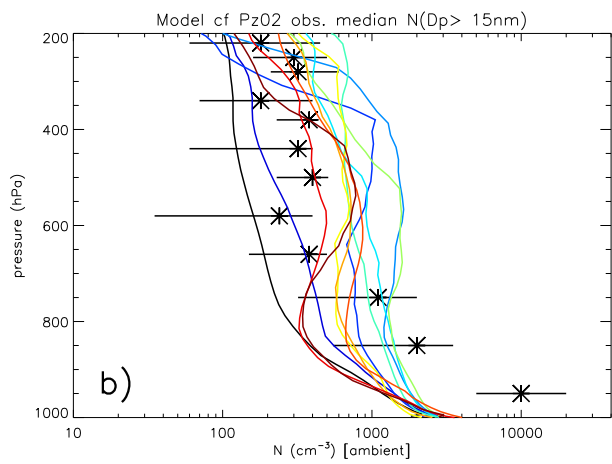 Model cf Pz02 obs. median N(Dp> 15nm)
200
400
600
800
1000
pressure (hPa)
b)
10
100
1000
10000
N (cm⁻³) [ambient]